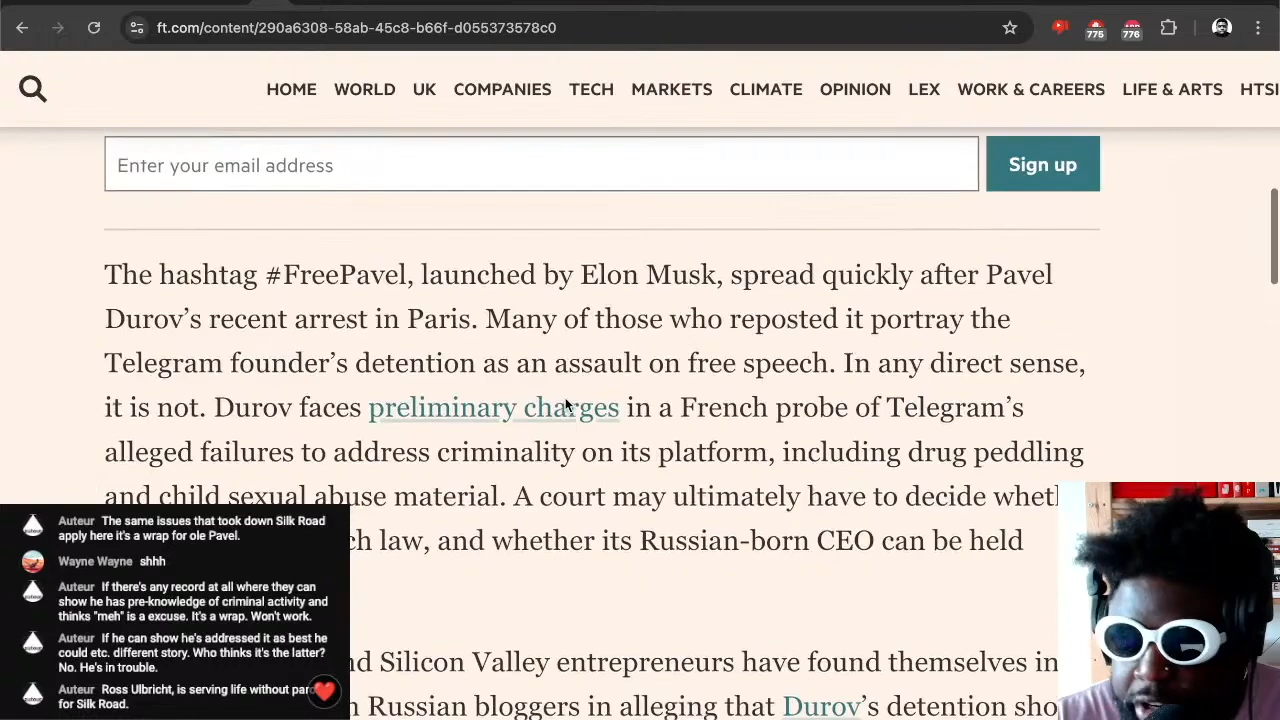 ft.com/content/290a6308-58ab-45c8-b66f-d055373578c0
775
776
HOME WORLD UK COMPANIES TECH MARKETS CLIMATE OPINION LEX WORK & CAREERS LIFE & ARTS HTSI
Enter your email address
Sign up
The hashtag #FreePavel, launched by Elon Musk, spread quickly after Pavel
Durov’s recent arrest in Paris. Many of those who reposted it portray the
Telegram founder’s detention as an assault on free speech. In any direct sense,
it is not. Durov faces preliminary charges in a French probe of Telegram’s
alleged failures to address criminality on its platform, including drug peddling
and child sexual abuse material. A court may ultimately have to decide
ch law, and whether its Russian-born CEO can be held
nd Silicon Valley entrepreneurs have found themselves in
n Russian bloggers in alleging that Durov’s detention sho
Auteur The same issues that took down Silk Road
apply here it's a wrap for ole Pavel.
Wayne Wayne shhh
Auteur If there's any record at all where they can
show he has pre-knowledge of criminal activity and
thinks "meh" is a excuse. It's a wrap. Won't work.
Auteur If he can show he's addressed it as best he
could etc. different story. Who thinks it's the latter?
No. He's in trouble.
Auteur Ross Ulbricht, is serving life without
for Silk Road.